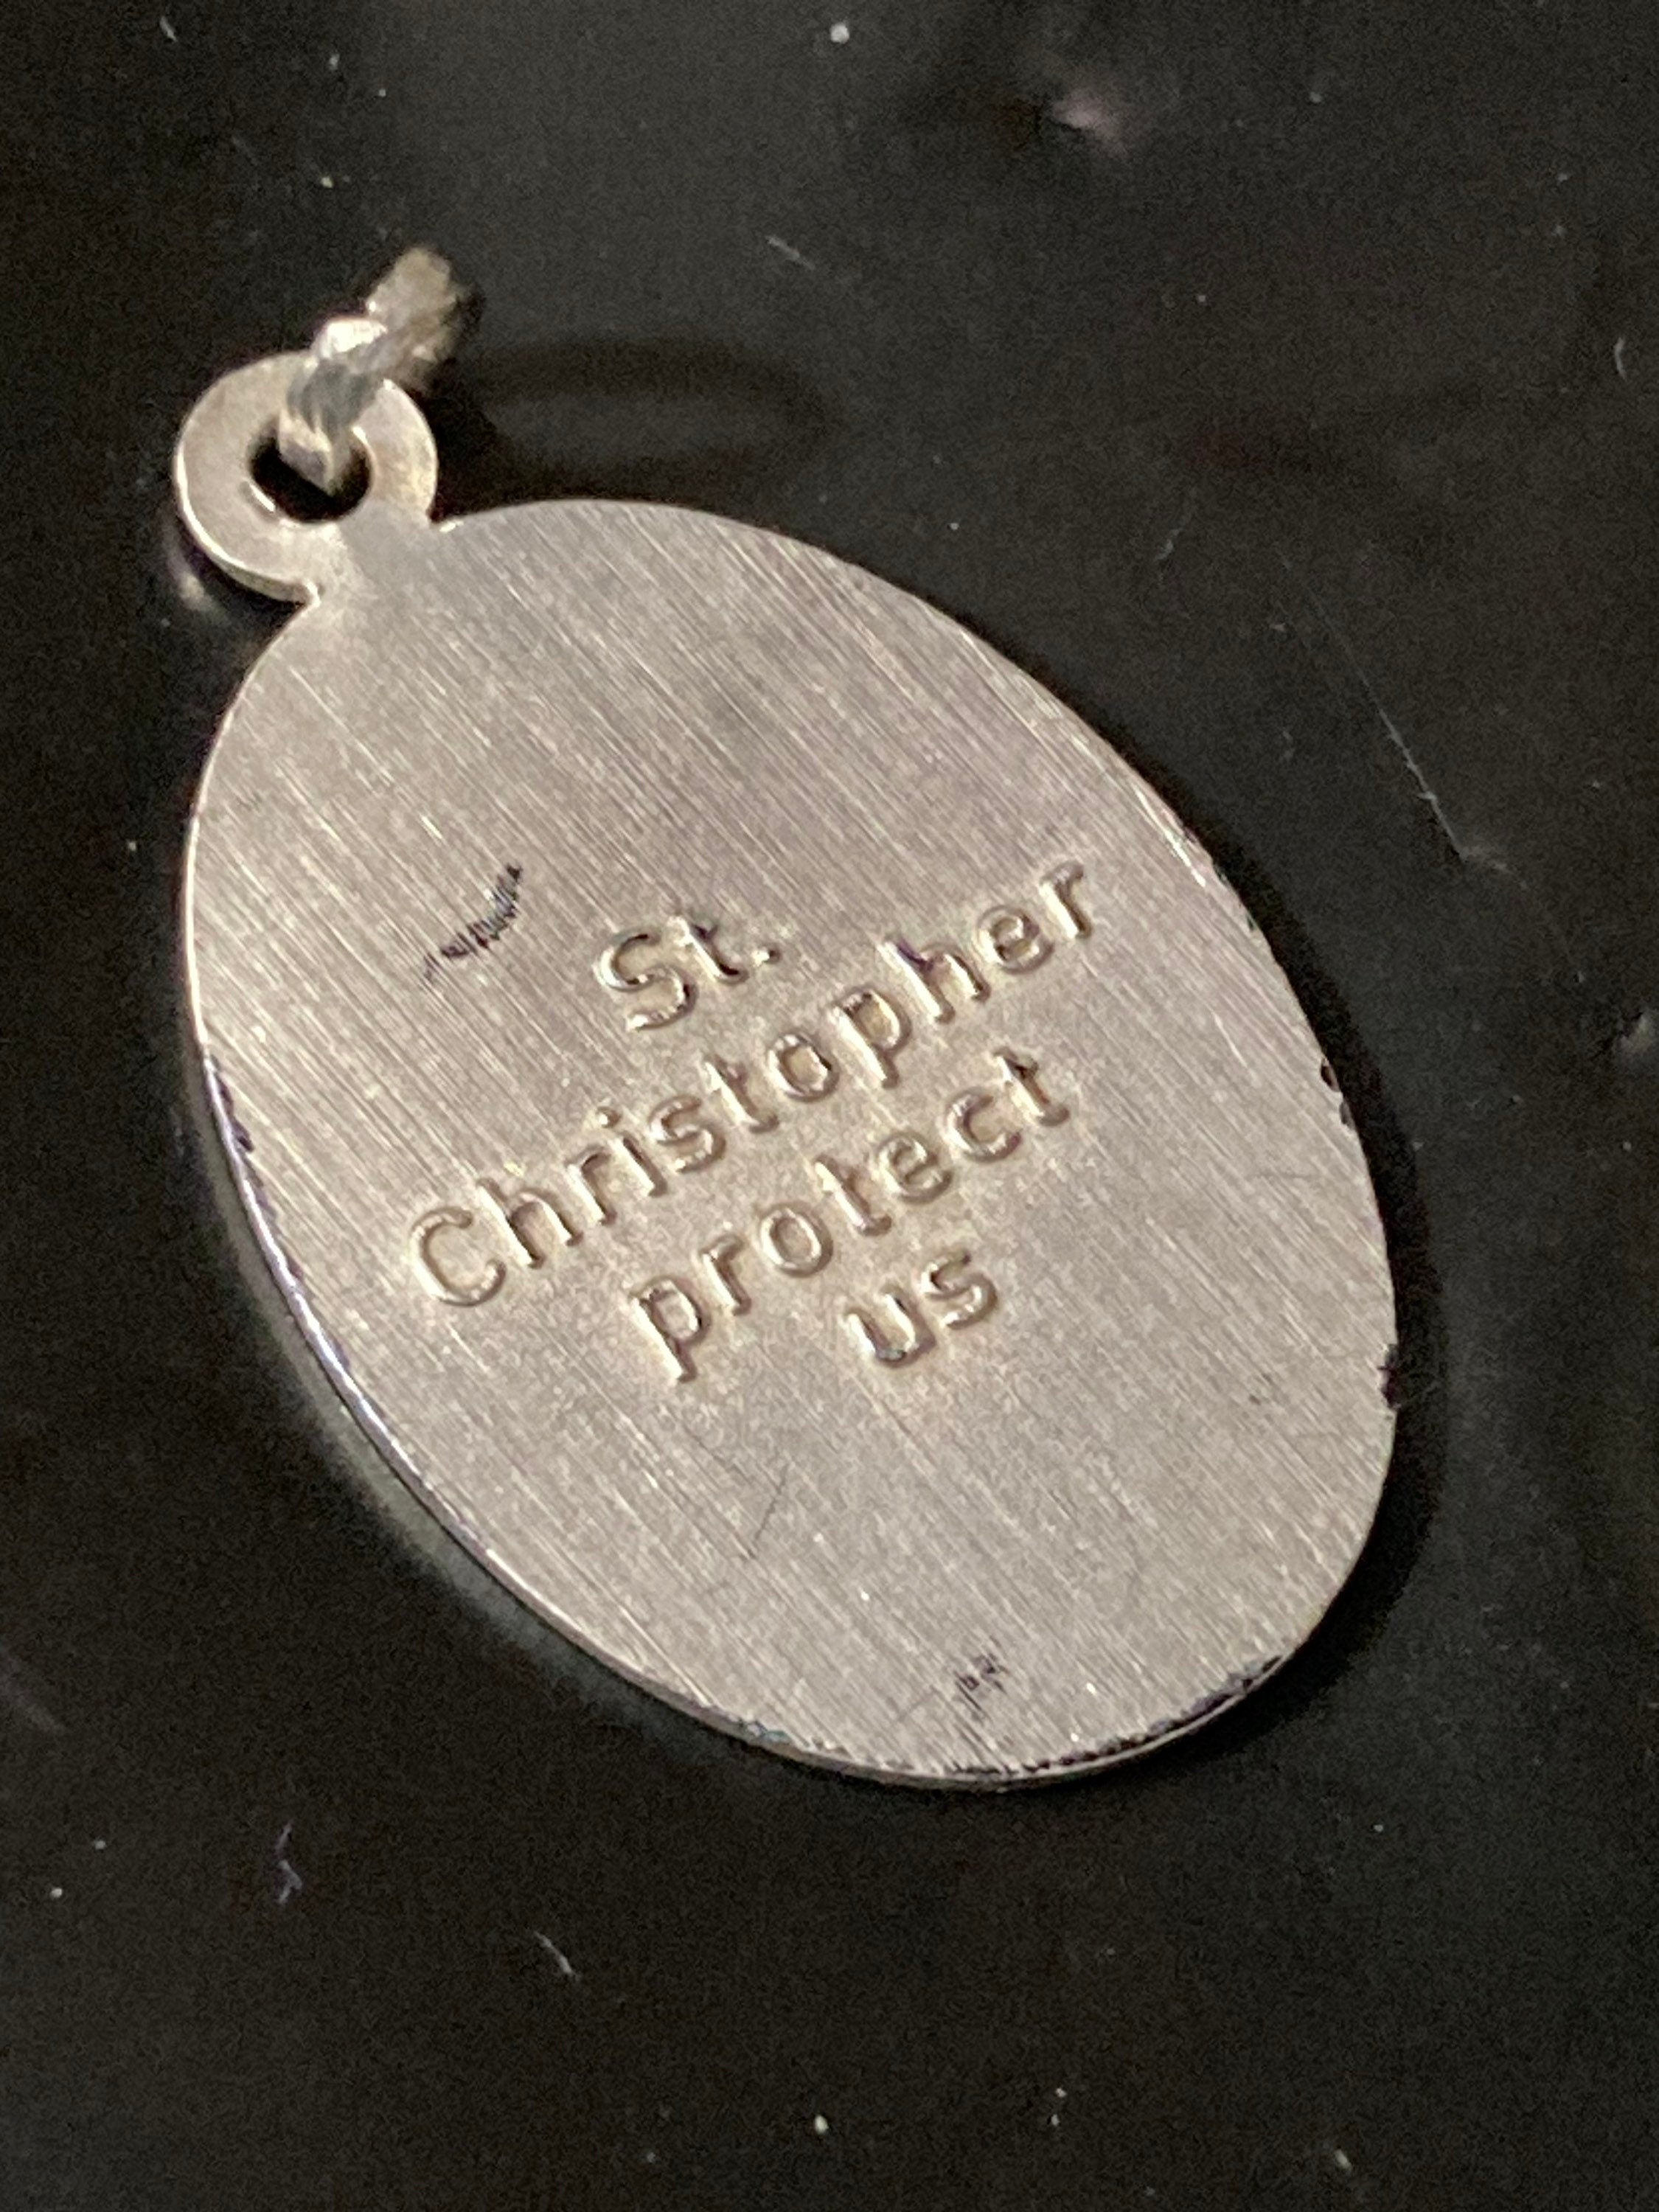 St.
Christopher
protect
us